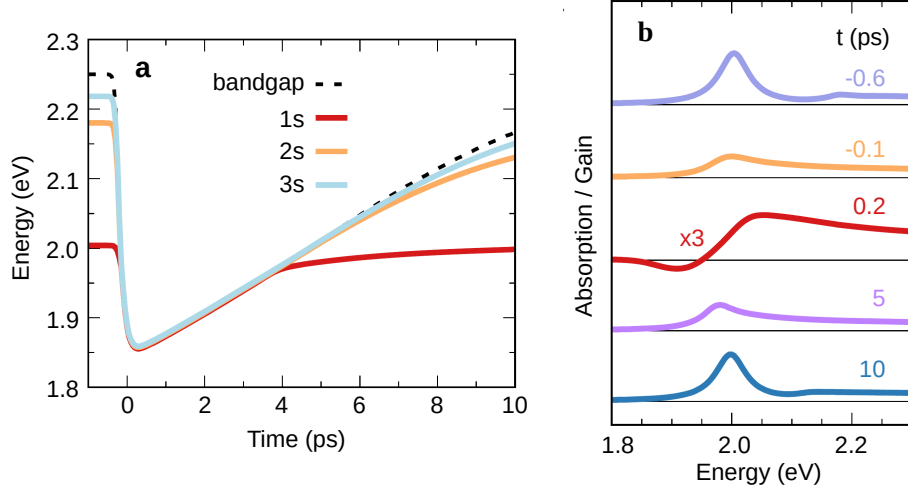 a
bandgap
1s
2s
3s
2.3
2.2
2.1
2.0
1.9
1.8
Energy (eV)
0
2
4
6
8
10
Time (ps)
b
t (ps)
-0.6
-0.1
0.2
x3
5
10
Absorption / Gain
1.8
2.0
2.2
Energy (eV)